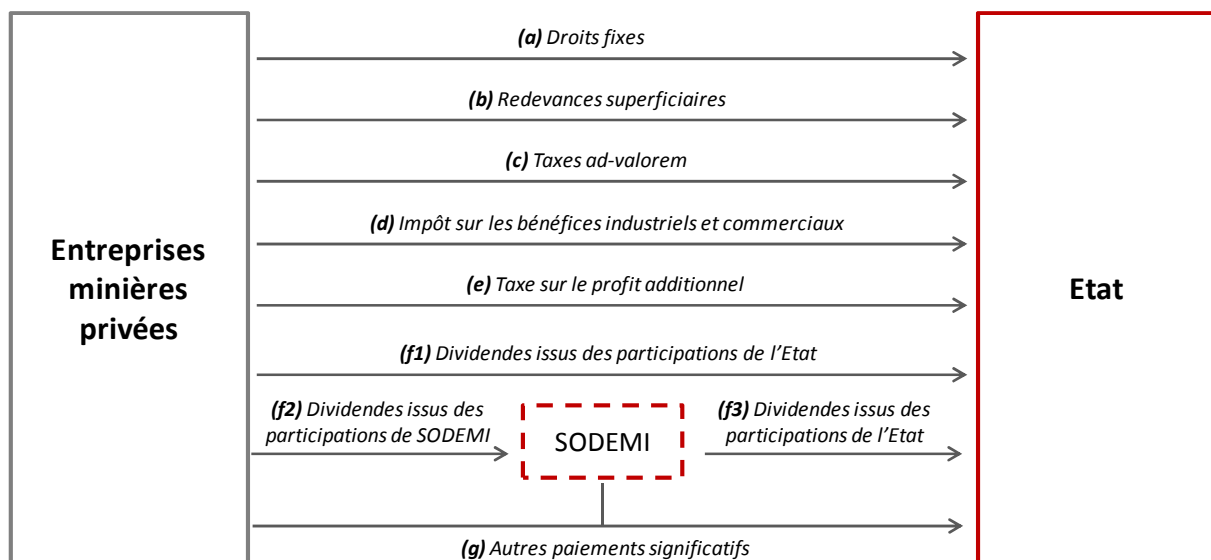 (a) Droits fixes
(b) Redevances superficiaires
(c) Taxes ad-valorem
(d) Impôt sur les bénéfices industriels et commerciaux
Entreprises
minières
privées
(e) Taxe sur le profit additionnel
Etat
(f1) Dividendes issus des participations de l'Etat
(f2) Dividendes issus des
participations de SODEMI
SODEMI
(f3) Dividendes issus des
participations de l'Etat
(g) Autres paiements significatifs